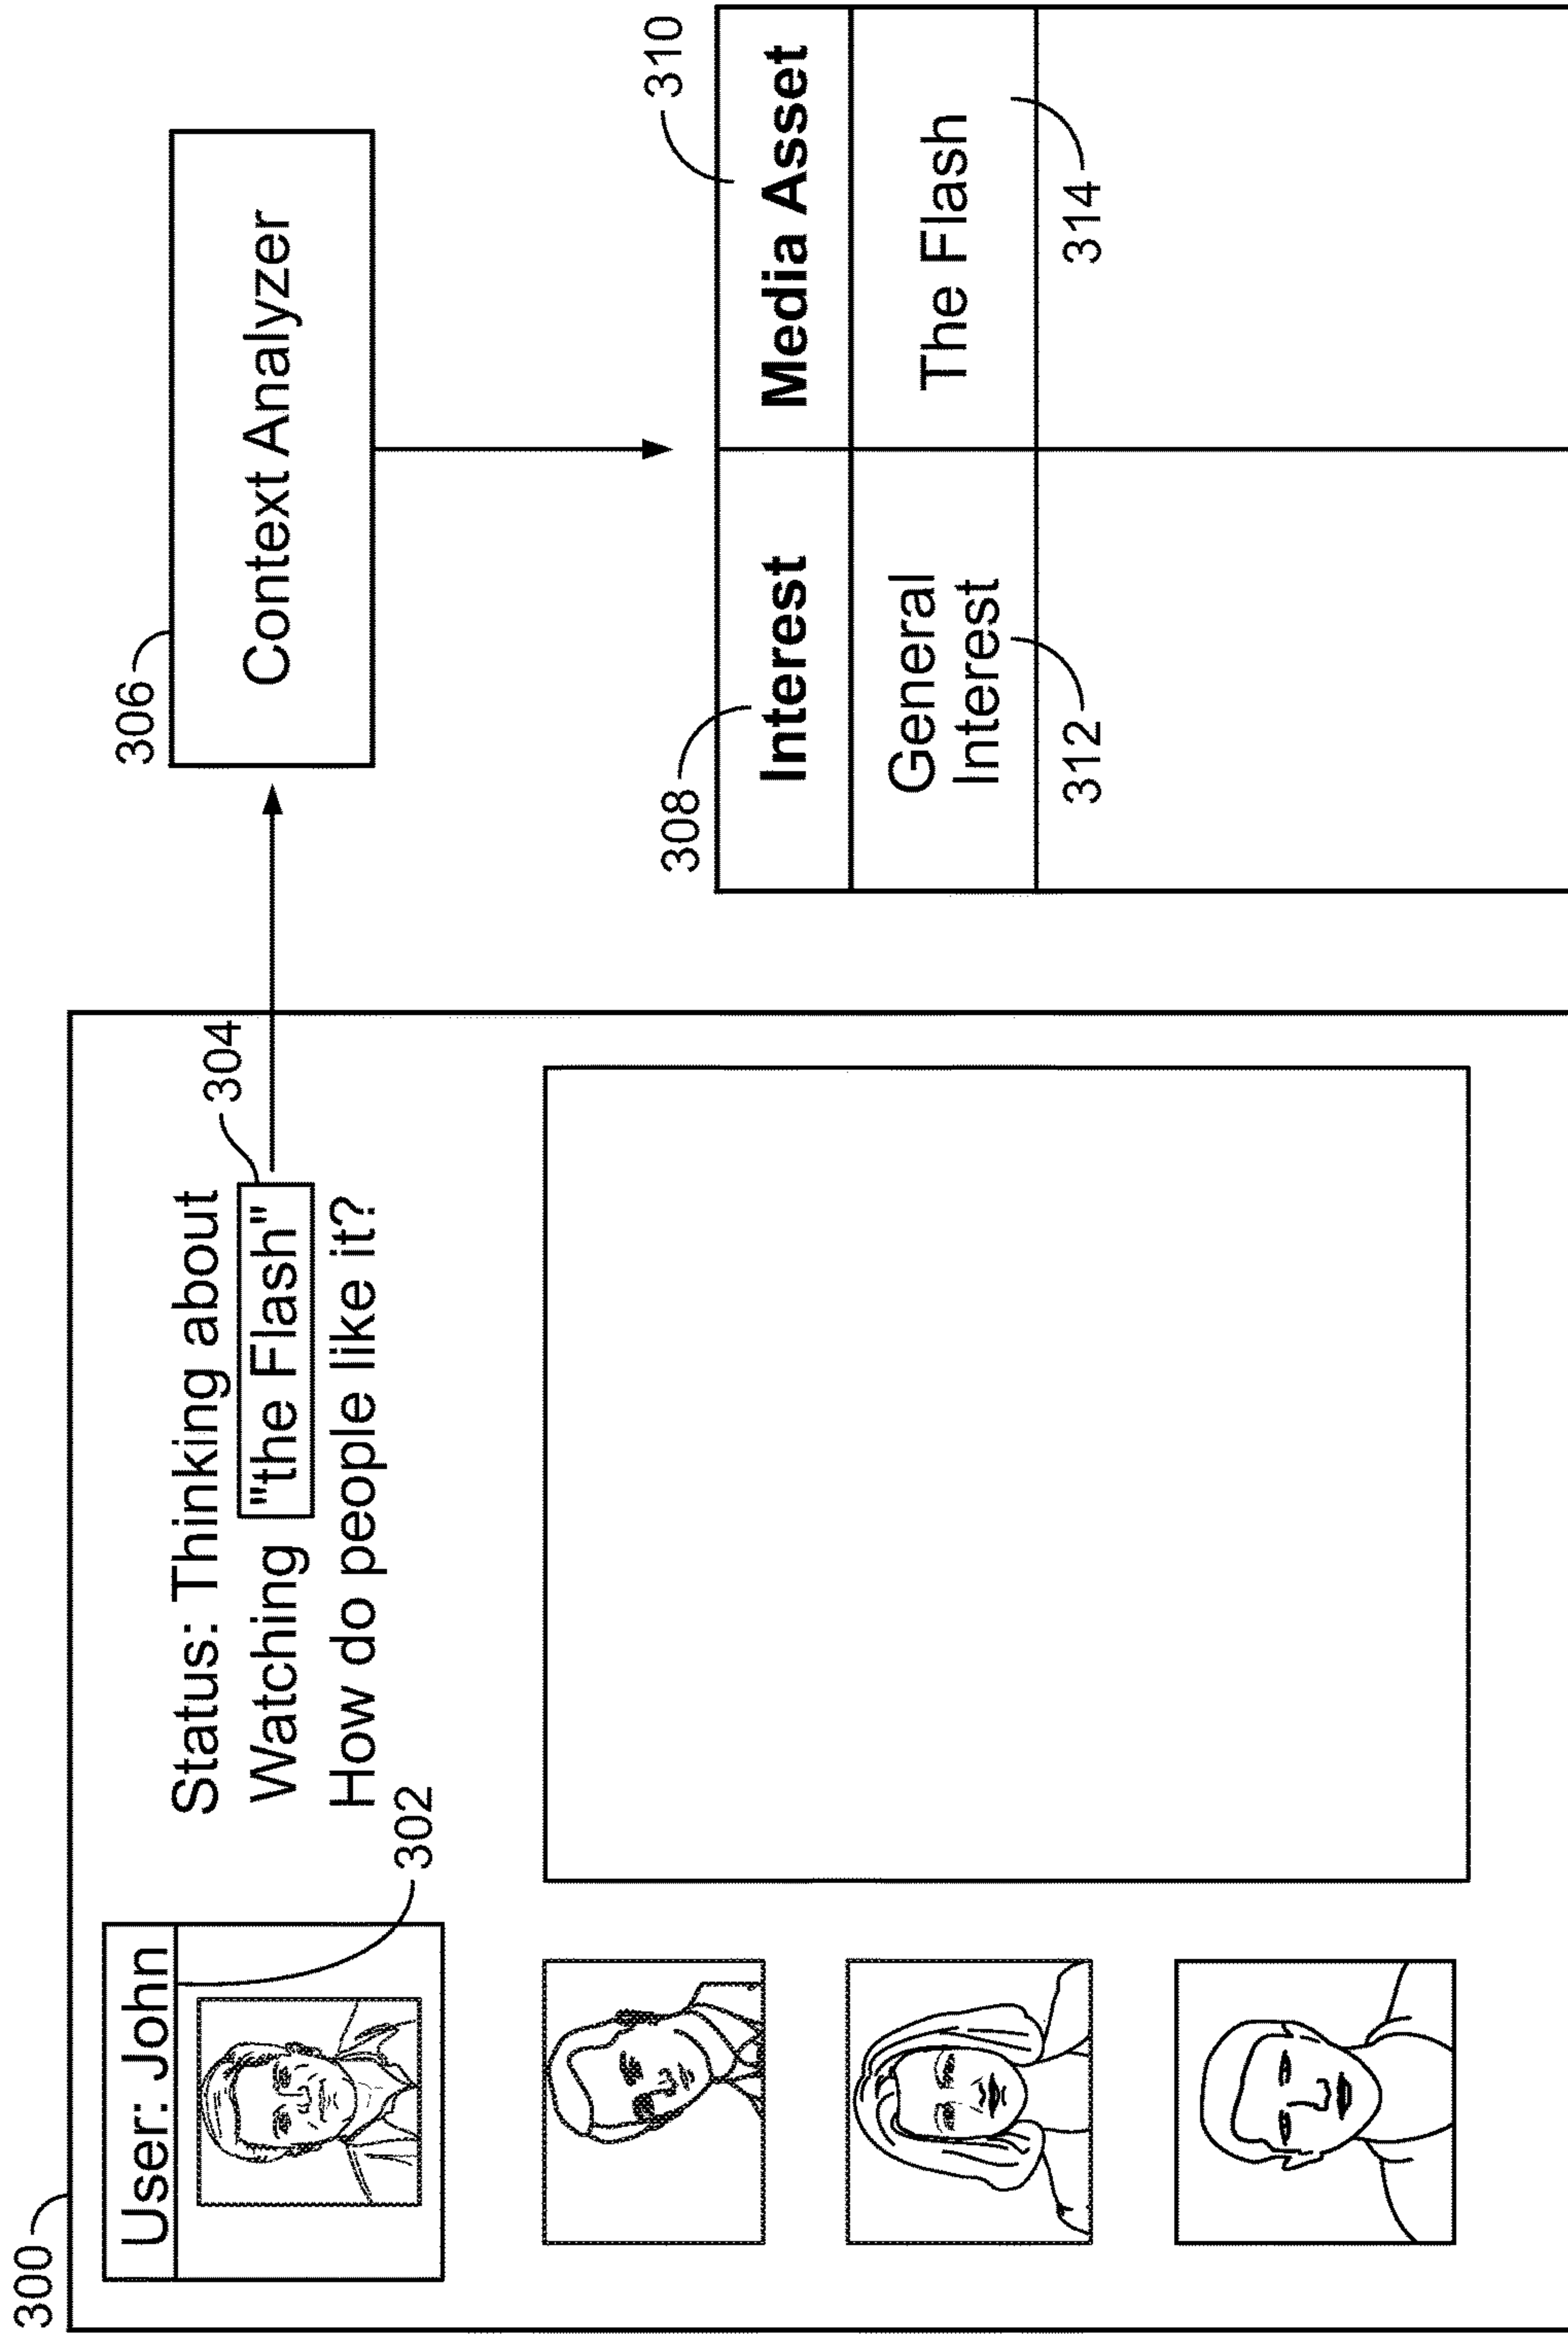 300
User: John
302
Status: Thinking about
Watching "the Flash"
304
How do people like it?
306
Context Analyzer
308
310
Interest
Media Asset
General
Interest
The Flash
312
314